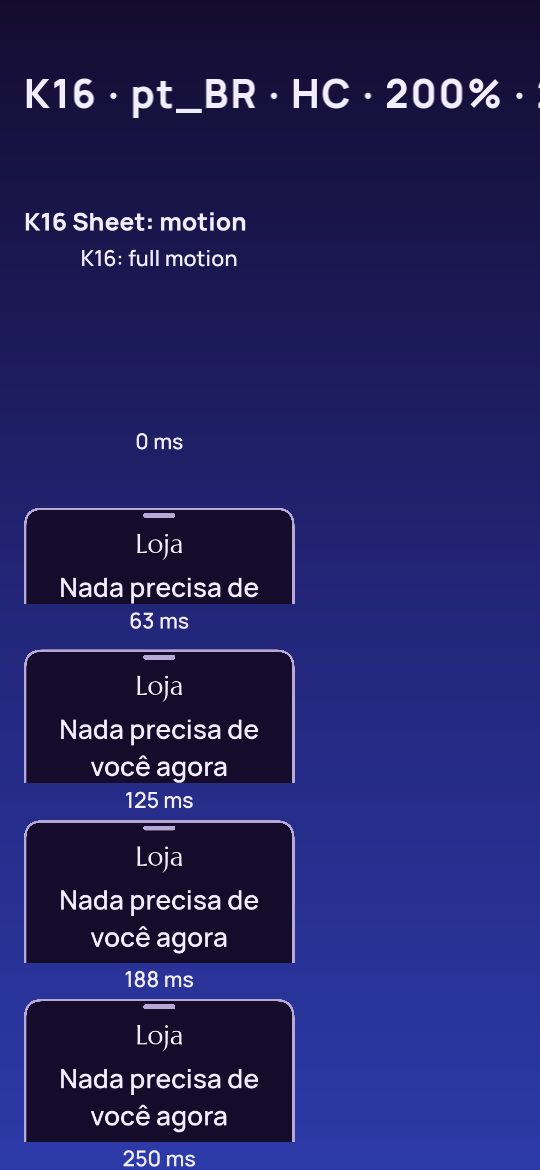 K16 · pt_BR · HC · 200% ·
K16 Sheet: motion
K16: full motion
0 ms
Loja
Nada precisa de
63 ms
Loja
Nada precisa de
você agora
125 ms
Loja
Nada precisa de
você agora
188 ms
Loja
Nada precisa de
você agora
250 ms